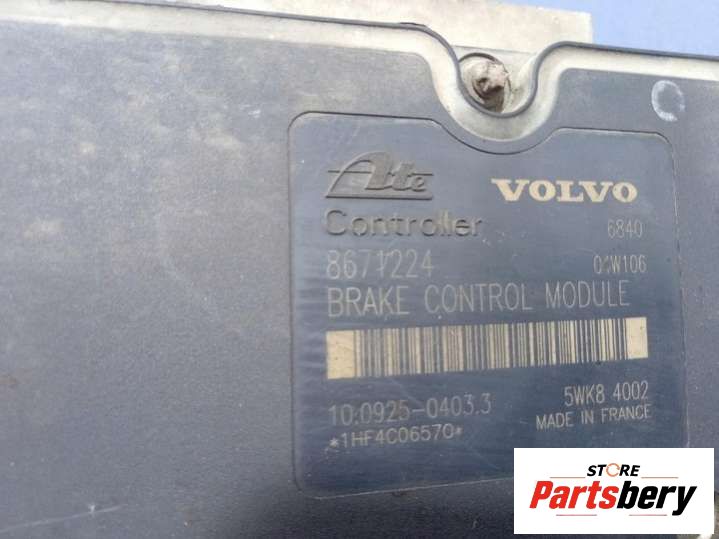 Ate VOLVO
Controller 6840
8671224 04W106
BRAKE CONTROL MODULE
10.0925-0403.3 5WK8 4002
*1HF4C06570* MADE IN FRANCE
STORE
Partsbery